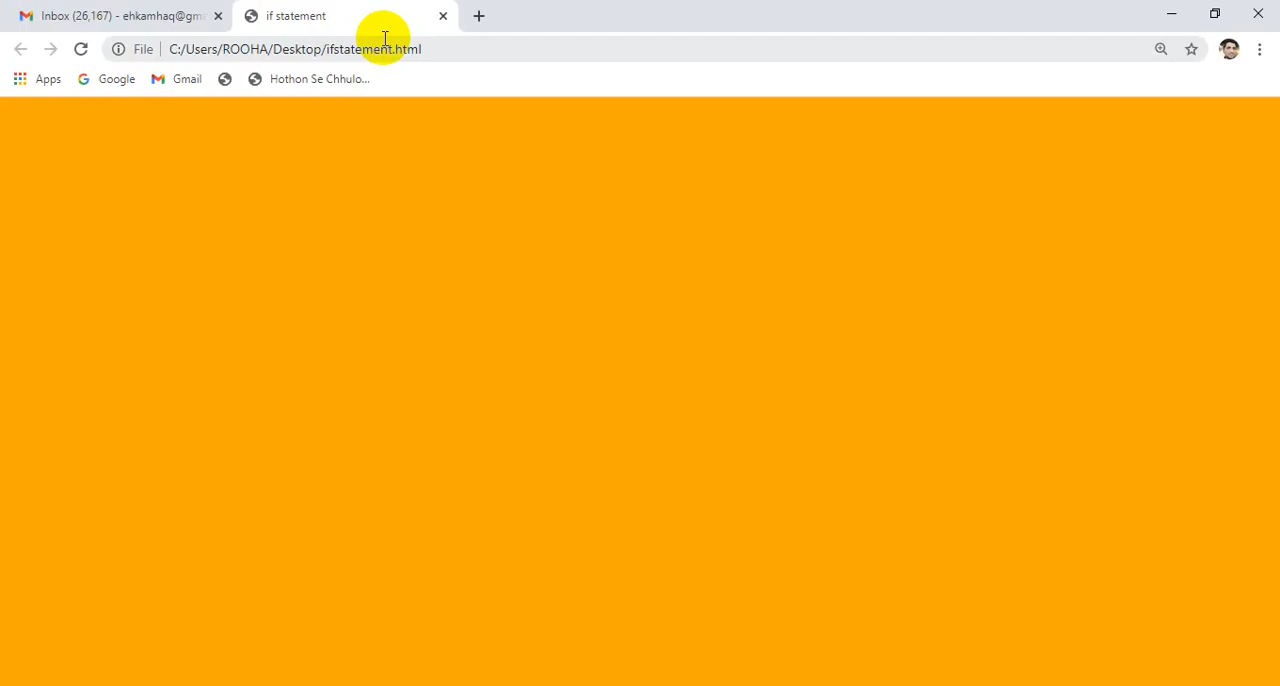 Inbox (26,167) - ehkamhaq@gm
if statement
File
C:/Users/ROOHA/Desktop/ifstatement.html
Apps
Google
Gmail
Hothon Se Chhulo...